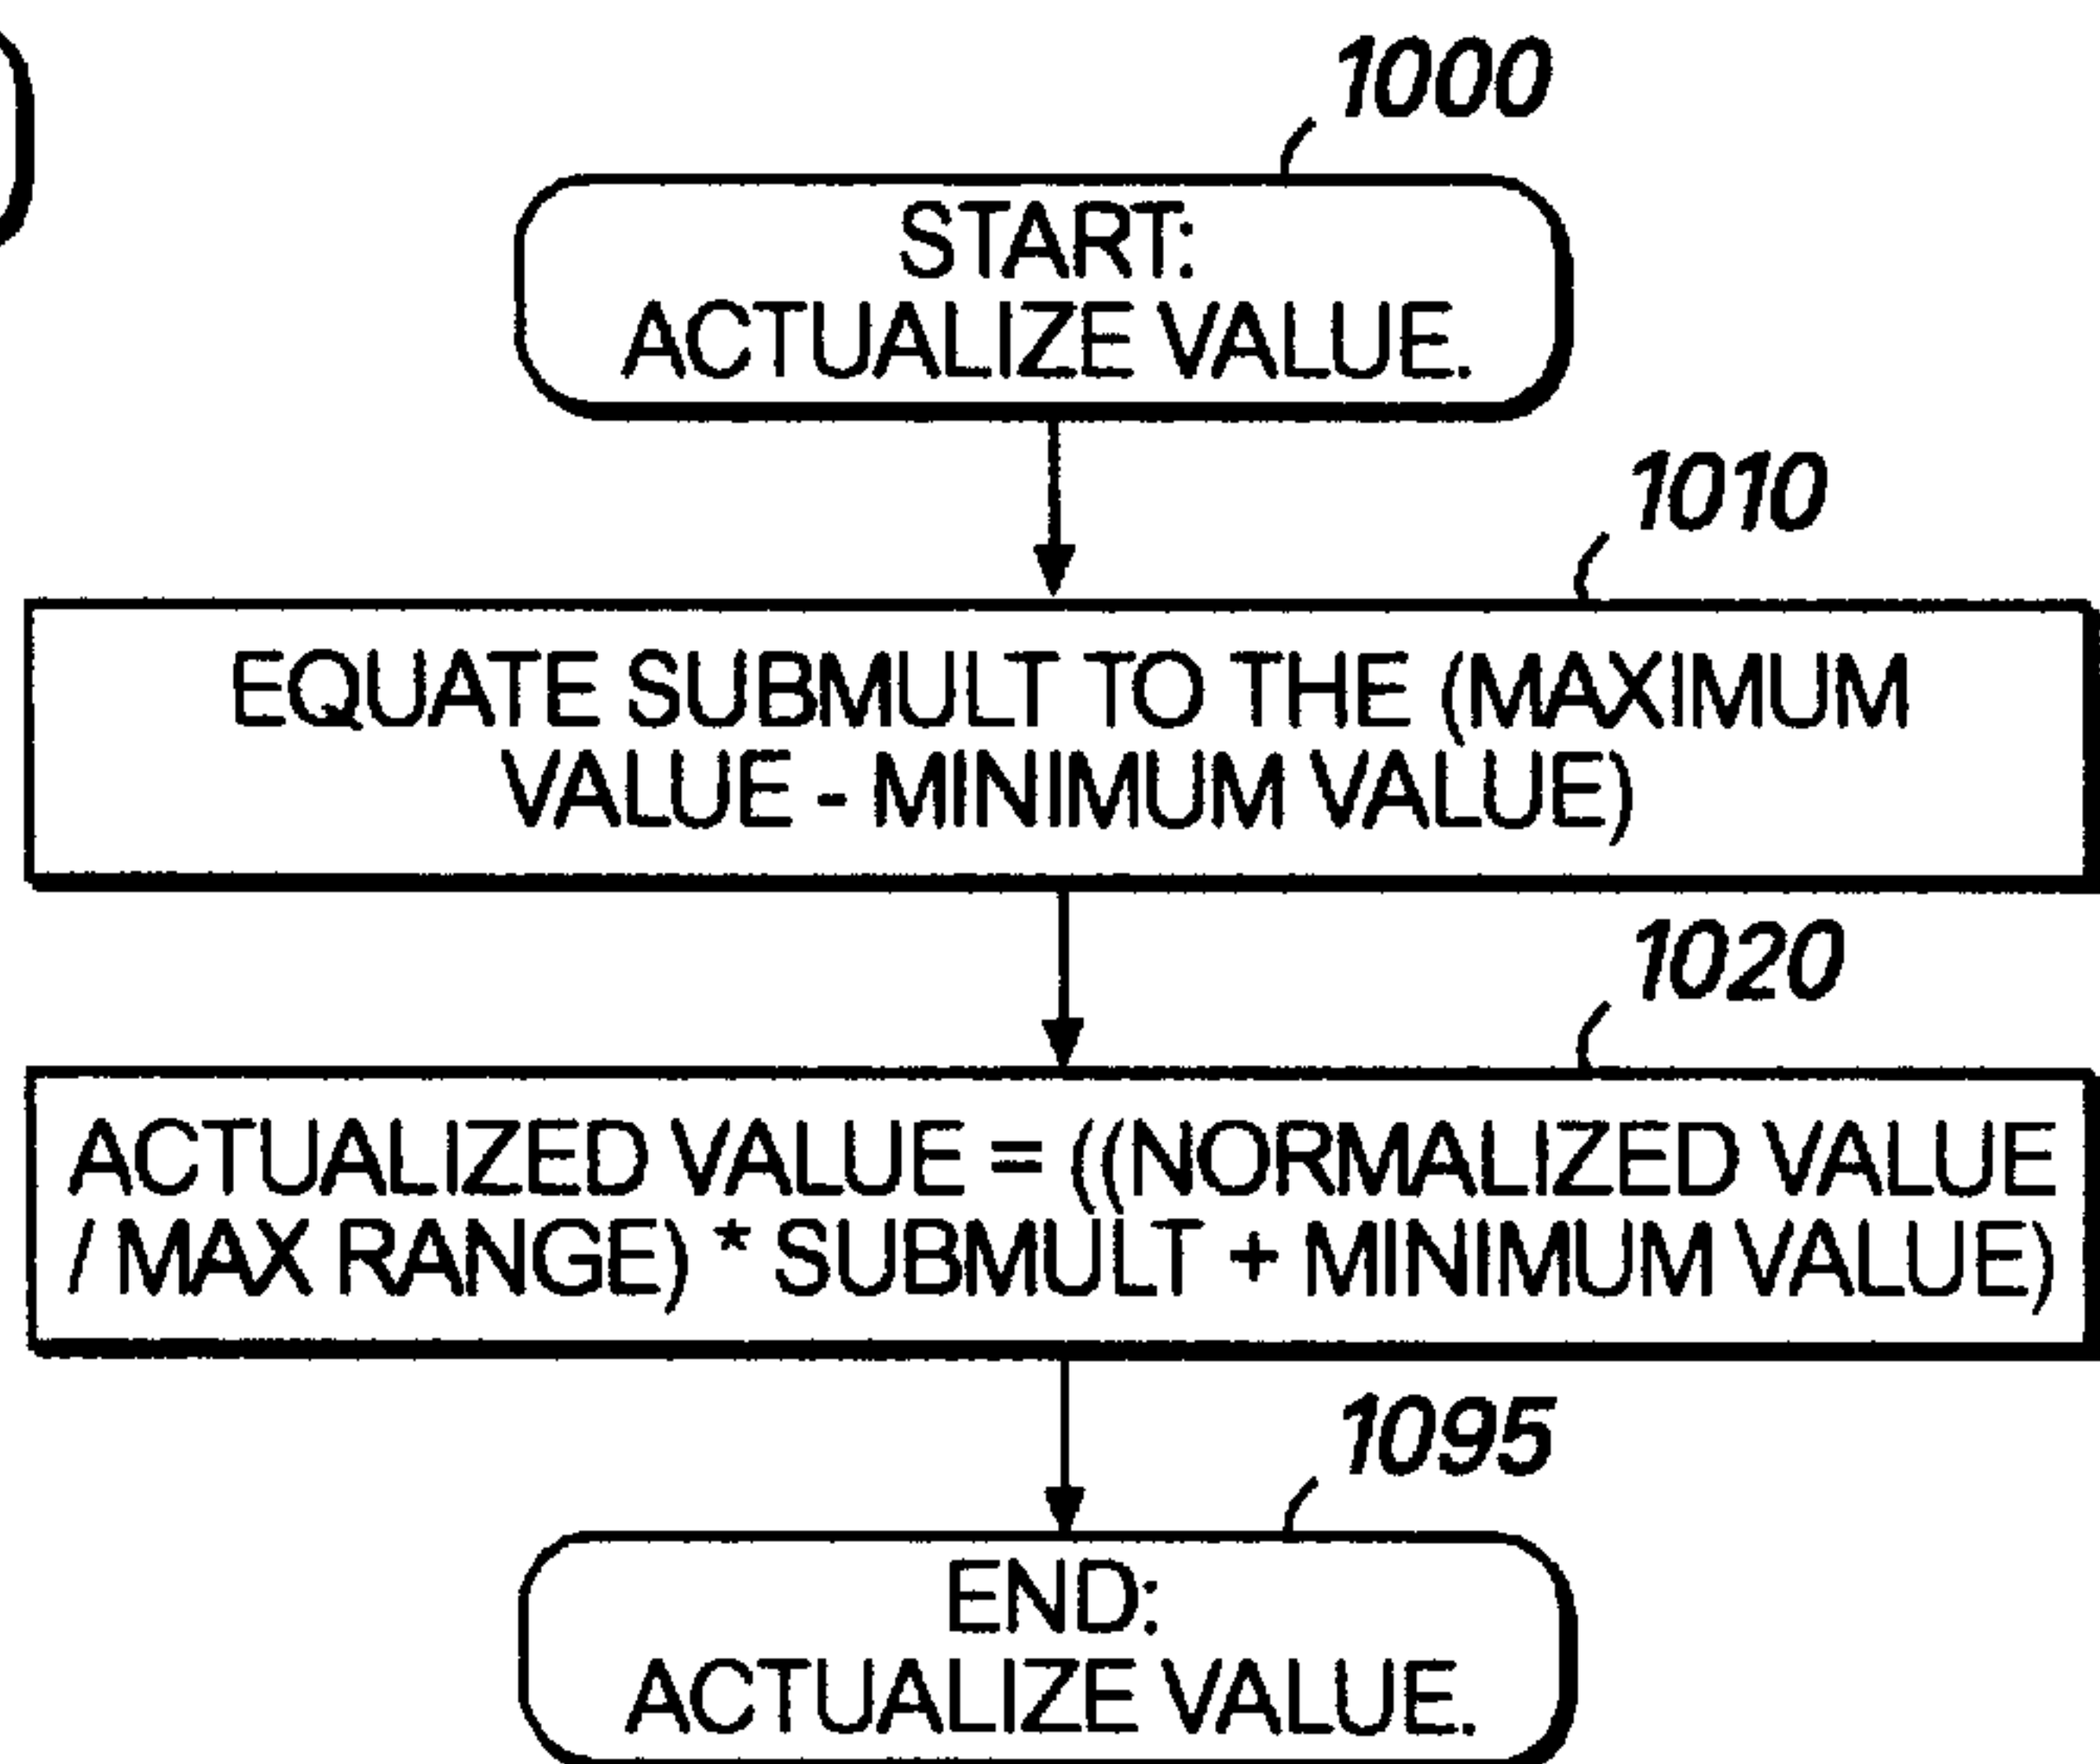 1000
START:
ACTUALIZE VALUE.
1010
EQUATE SUBMULT TO THE (MAXIMUM
VALUE - MINIMUM VALUE)
1020
ACTUALIZED VALUE = ((NORMALIZED VALUE
/ MAX RANGE) * SUBMULT + MINIMUM VALUE)
1095
END:
ACTUALIZE VALUE.